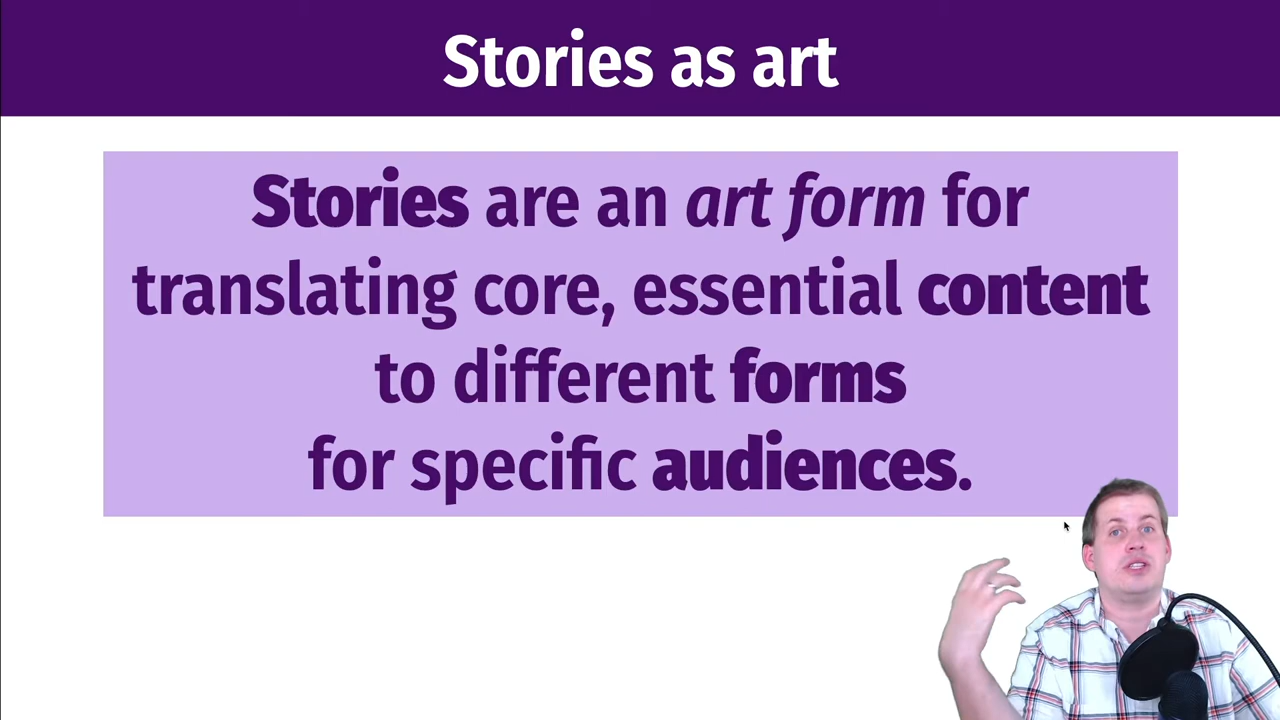 Stories as art
Stories are an art form for
translating core, essential content
to different forms
for specific audiences.